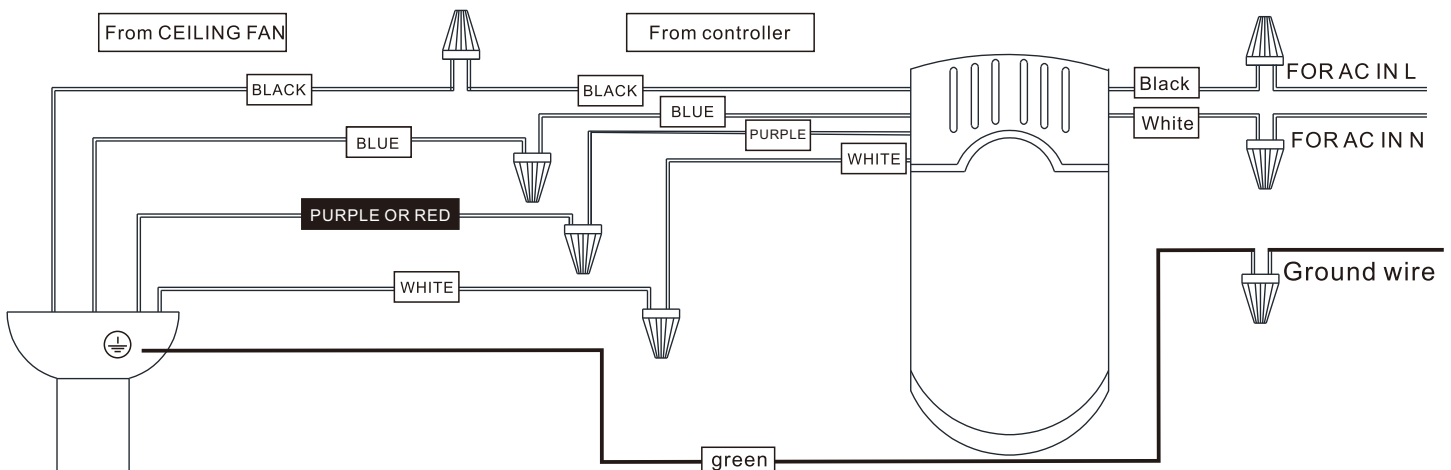 From CEILING FAN
From controller
BLACK
BLACK
Black
FOR AC IN L
BLUE
BLUE
White
FOR AC IN N
PURPLE
WHITE
PURPLE OR RED
WHITE
Ground wire
green